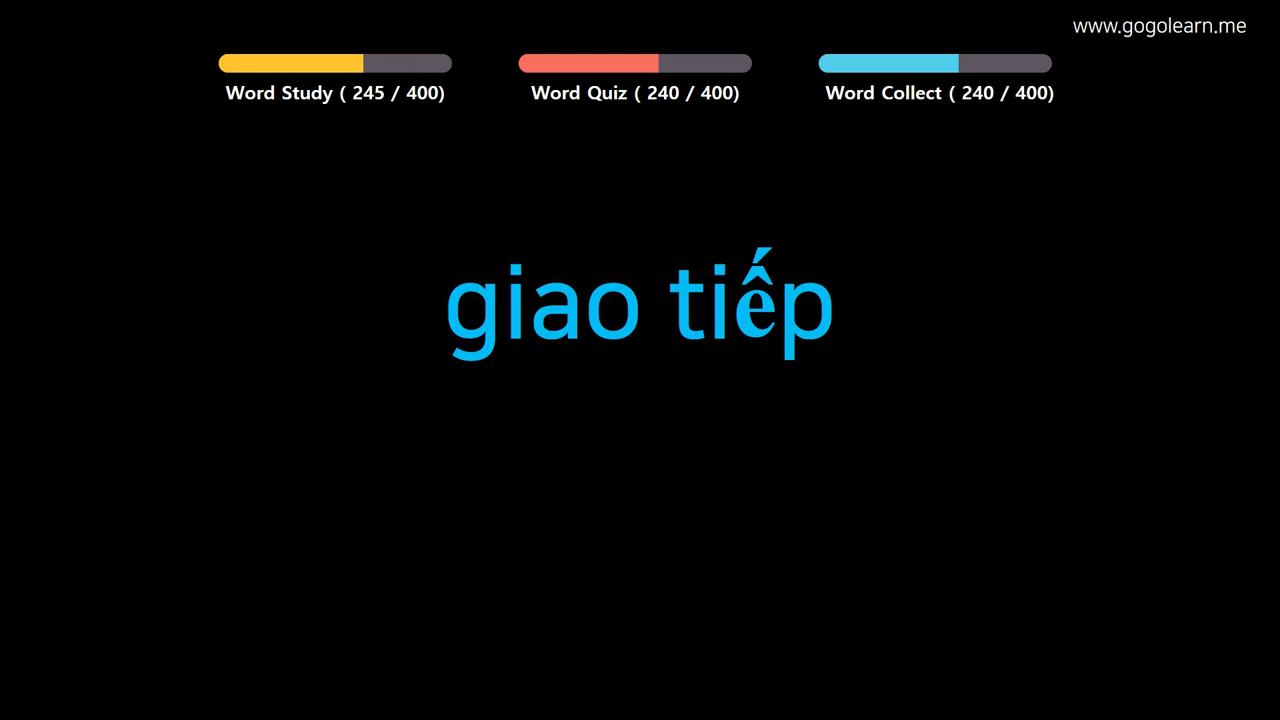 www.gogolearn.me
Word Study ( 245 / 400)
Word Quiz ( 240 / 400)
Word Collect ( 240 / 400)
giao tiếp